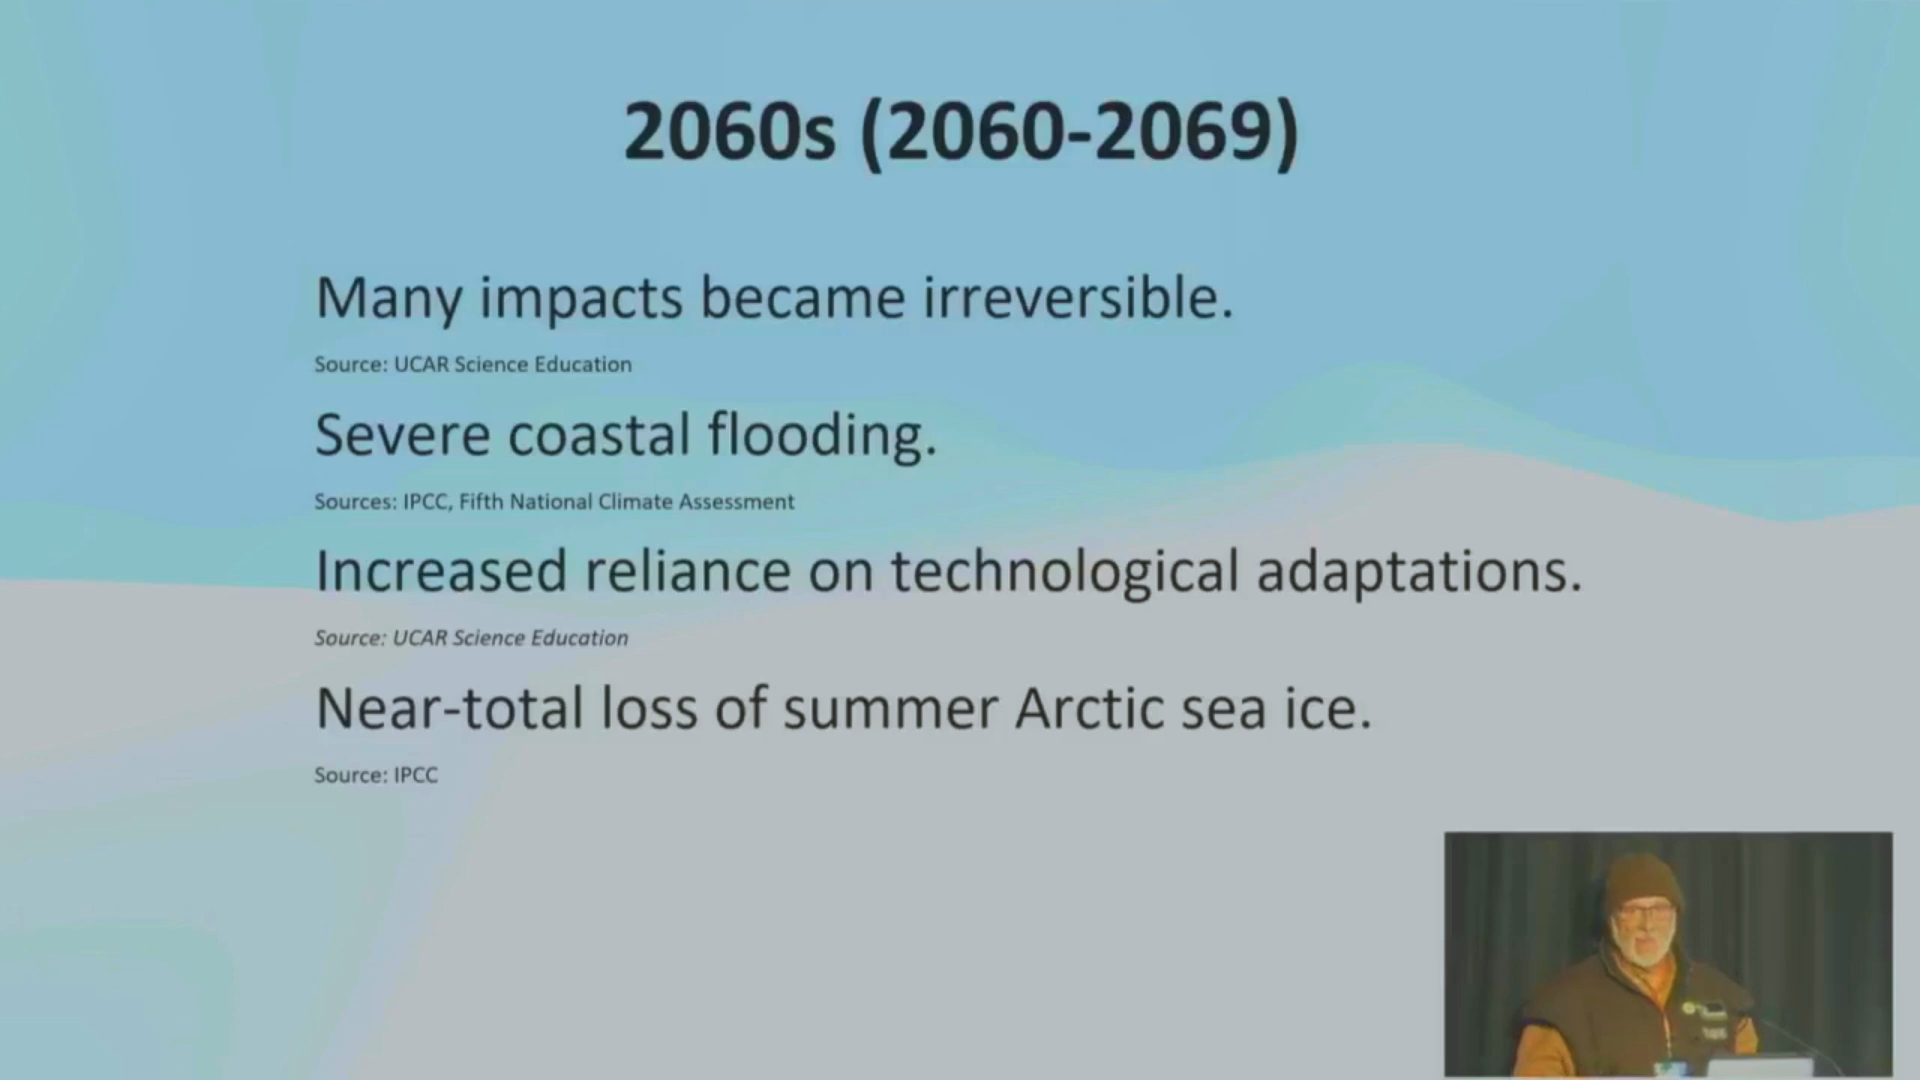 2060s (2060-2069)
Many impacts became irreversible.
Source: UCAR Science Education
Severe coastal flooding.
Sources: IPCC, Fifth National Climate Assessment
Increased reliance on technological adaptations.
Source: UCAR Science Education
Near-total loss of summer Arctic sea ice.
Source: IPCC